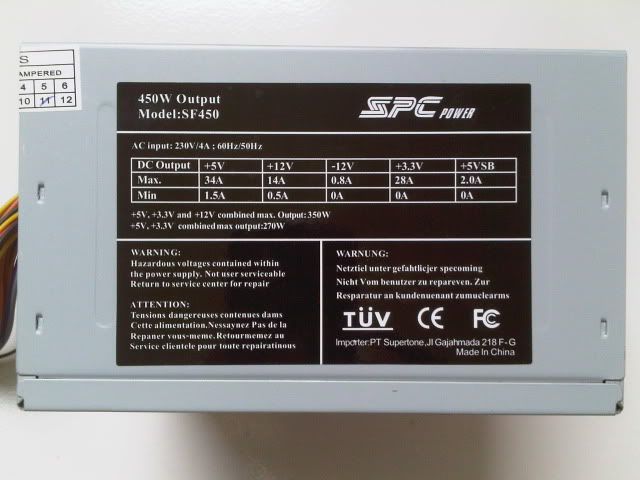 S
AMPERED
4 5 6
10 11 12
450W Output
Model:SF450
SPC POWER
AC input: 230V/4A ; 60Hz/50Hz
DC Output +5V +12V -12V +3.3V +5VSB
Max. 34A 14A 0.8A 28A 2.0A
Min 1.5A 0.5A 0A 0A 0A
+5V, +3.3V and +12V combined max. Output:350W
+5V, +3.3V combined max output:270W
WARNING:
Hazardous voltages contained within
the power supply. Not user serviceable
Return to service center for repair
ATTENTION:
Tensions dangereuses contenues dams
Cette alimentation.Nessaynez Pas de la
Repaner vous-meme.Retourmemez au
Service clientele pour toute repairatinous
WARNUNG:
Netztiel unter gefahtlicjer specoming
Nicht Vom benutzer zu repareven. Zur
Resparatur an kundenuenant zumuclearms
TÜV CE FC
Importer:PT Supertone,Jl Gajahmada 218 F-G
Made In China